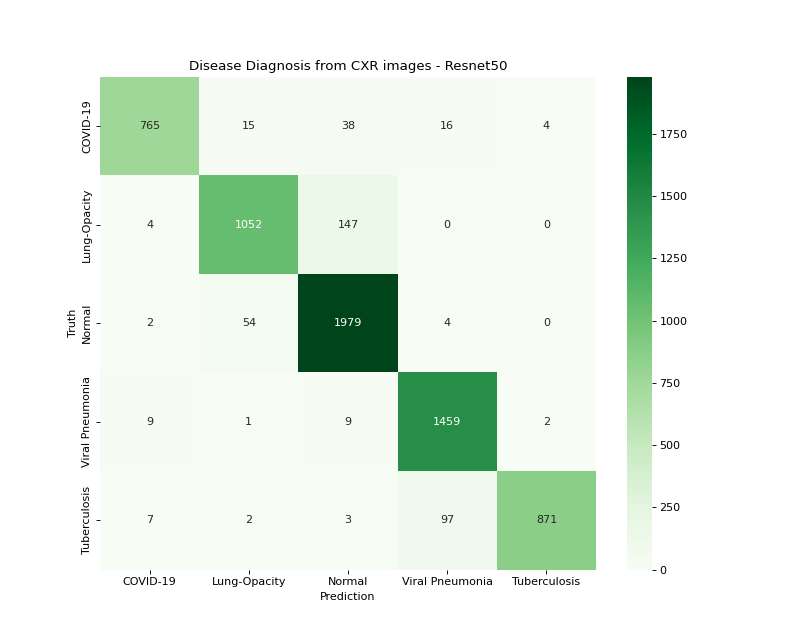 Disease Diagnosis from CXR images - Resnet50
Truth
COVID-19
765 15 38 16 4
Lung-Opacity
4 1052 147 0 0
Normal
2 54 1979 4 0
Viral Pneumonia
9 1 9 1459 2
Tuberculosis
7 2 3 97 871
COVID-19 Lung-Opacity Normal Viral Pneumonia Tuberculosis
Prediction
1750
1500
1250
1000
750
500
250
0